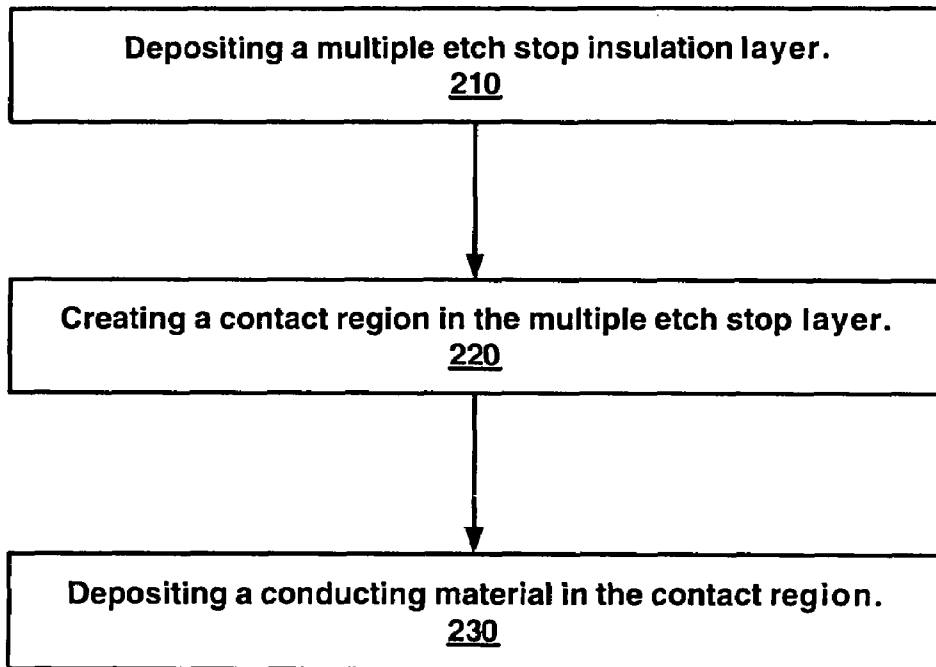 Depositing a multiple etch stop insulation layer.
210
Creating a contact region in the multiple etch stop layer.
220
Depositing a conducting material in the contact region.
230